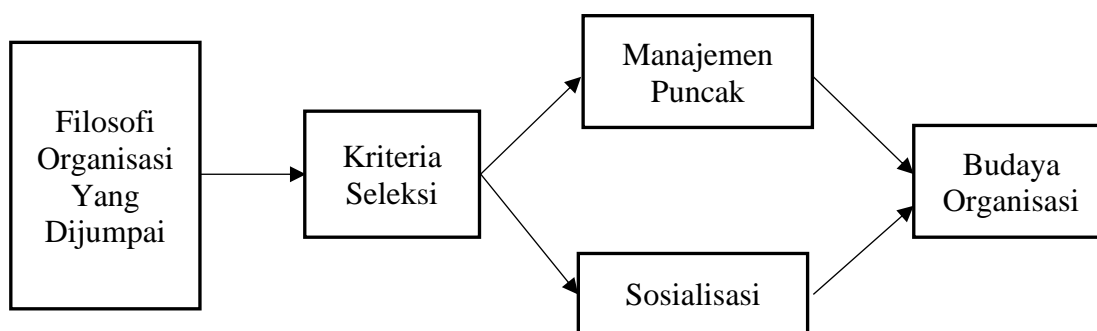 Filosofi
Organisasi
Yang
Dijumpai
Kriteria
Seleksi
Manajemen
Puncak
Sosialisasi
Budaya
Organisasi